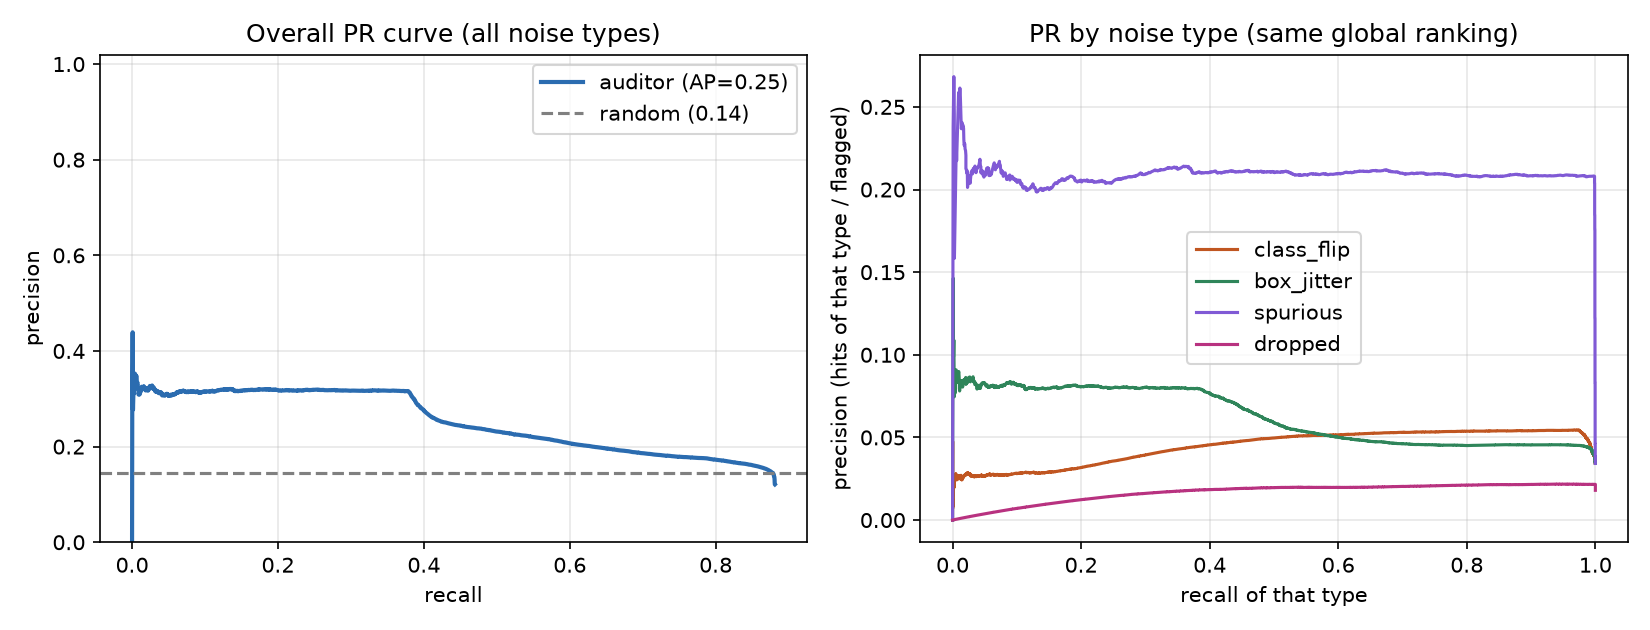 Overall PR curve (all noise types)
precision
1.0
0.8
0.6
0.4
0.2
0.0
auditor (AP=0.25)
random (0.14)
0.0 0.2 0.4 0.6 0.8
recall
PR by noise type (same global ranking)
precision (hits of that type / flagged)
0.25
0.20
0.15
0.10
0.05
0.00
class_flip
box_jitter
spurious
dropped
0.0 0.2 0.4 0.6 0.8 1.0
recall of that type